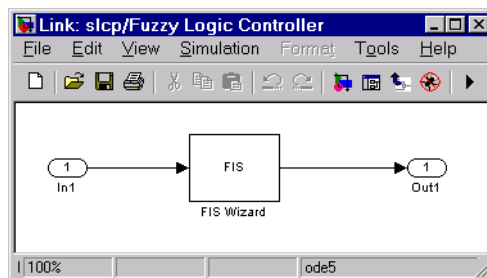 Link: slcp/Fuzzy Logic Controller
File Edit View Simulation Format Tools Help
1 FIS 1
In1 Out1
FIS Wizard
100% ode5